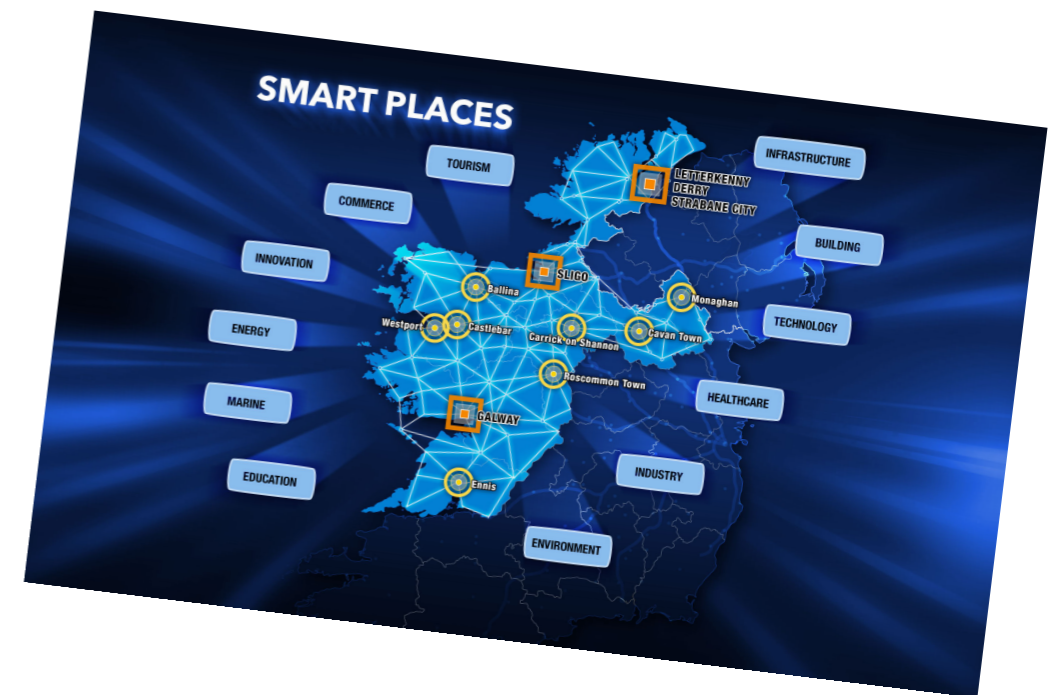 SMART PLACES
TOURISM
INFRASTRUCTURE
COMMERCE
LETTERKENNY
DERRY
STRABANE CITY
BUILDING
INNOVATION
SLIGO
Ballina
Monaghan
ENERGY
Westport
Castlebar
Carrick on Shannon
Cavan Town
TECHNOLOGY
Roscommon Town
MARINE
GALWAY
HEALTHCARE
EDUCATION
Ennis
INDUSTRY
ENVIRONMENT